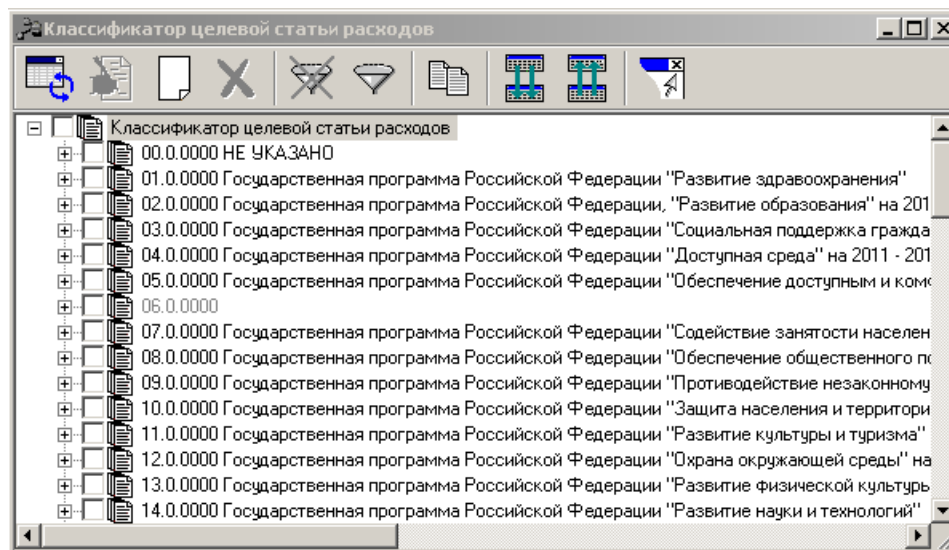 Классификатор целевой статьи расходов
Классификатор целевой статьи расходов
00.0.0000 НЕ УКАЗАНО
01.0.0000 Государственная программа Российской Федерации "Развитие здравоохранения"
02.0.0000 Государственная программа Российской Федерации, "Развитие образования" на 201
03.0.0000 Государственная программа Российской Федерации "Социальная поддержка гражда
04.0.0000 Государственная программа Российской Федерации "Доступная среда" на 2011 - 201
05.0.0000 Государственная программа Российской Федерации "Обеспечение доступным и ком
06.0.0000
07.0.0000 Государственная программа Российской Федерации "Содействие занятости населен
08.0.0000 Государственная программа Российской Федерации "Обеспечение общественного по
09.0.0000 Государственная программа Российской Федерации "Противодействие незаконному
10.0.0000 Государственная программа Российской Федерации "Защита населения и территори
11.0.0000 Государственная программа Российской Федерации "Развитие культуры и туризма"
12.0.0000 Государственная программа Российской Федерации "Охрана окружающей среды" на
13.0.0000 Государственная программа Российской Федерации "Развитие физической культуры
14.0.0000 Государственная программа Российской Федерации "Развитие науки и технологий"